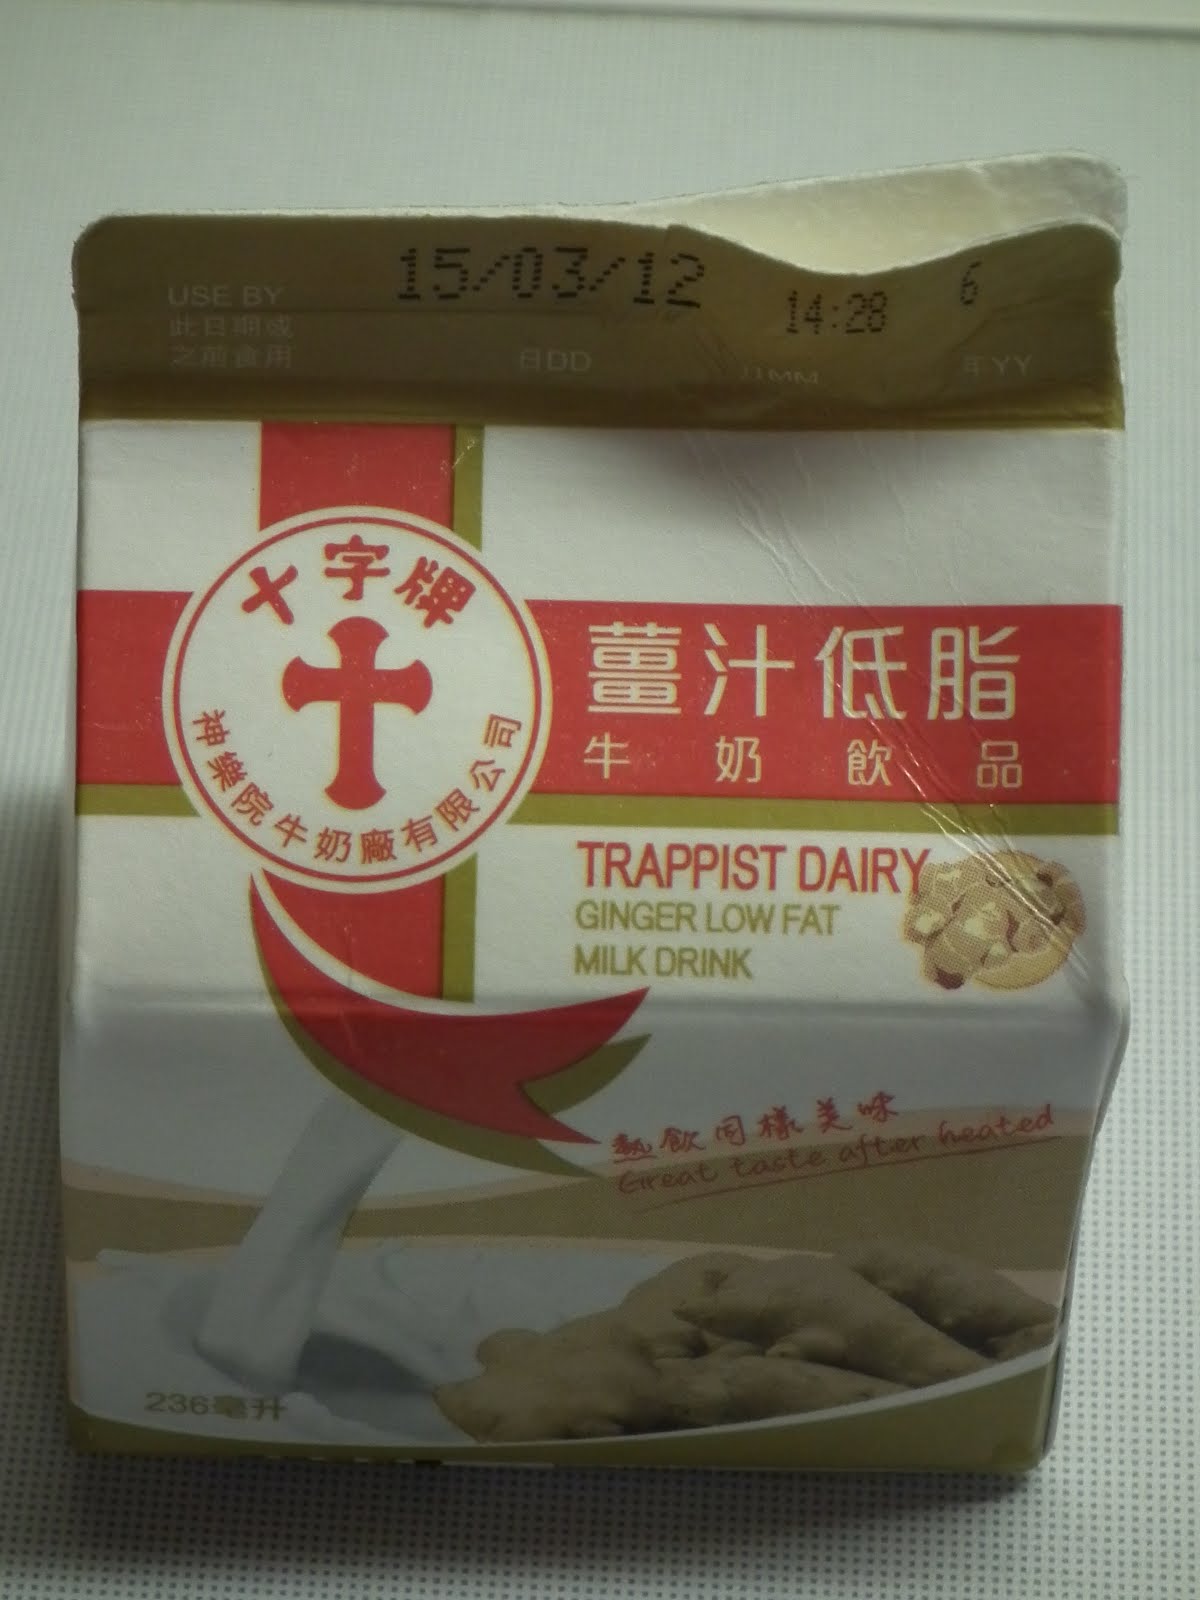 15/03/12
14:28
6
USE BY
此日期或
之前食用
日DD
月MM
年YY
十字牌
神樂院牛奶廠有限公司
薑汁低脂
牛奶飲品
TRAPPIST DAIRY
GINGER LOW FAT
MILK DRINK
熱飲同樣美味
Great taste after heated
236毫升